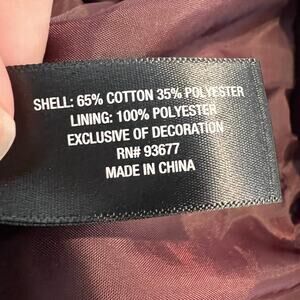 SHELL: 65% COTTON 35% POLYESTER
LINING: 100% POLYESTER
EXCLUSIVE OF DECORATION
RN# 93677
MADE IN CHINA